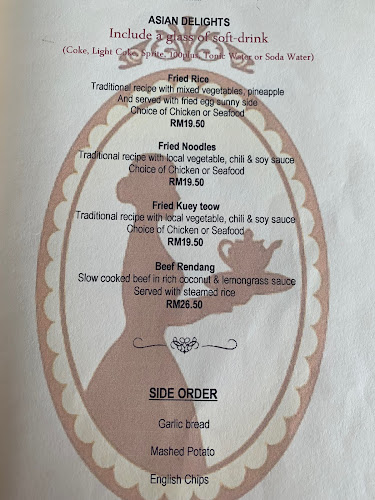 ASIAN DELIGHTS
Include a glass of soft-drink
(Coke, Light Coke, Sprite, 100plus, Tonic Water or Soda Water)
Fried Rice
Traditional recipe with mixed vegetables, pineapple
And served with fried egg sunny side
Choice of Chicken or Seafood
RM19.50
Fried Noodles
Traditional recipe with local vegetable, chili & soy sauce
Choice of Chicken or Seafood
RM19.50
Fried Kuey teow
Traditional recipe with local vegetable, chili & soy sauce
Choice of Chicken or Seafood
RM19.50
Beef Rendang
Slow cooked beef in rich coconut & lemongrass sauce
Served with steamed rice
RM26.50
SIDE ORDER
Garlic bread
Mashed Potato
English Chips